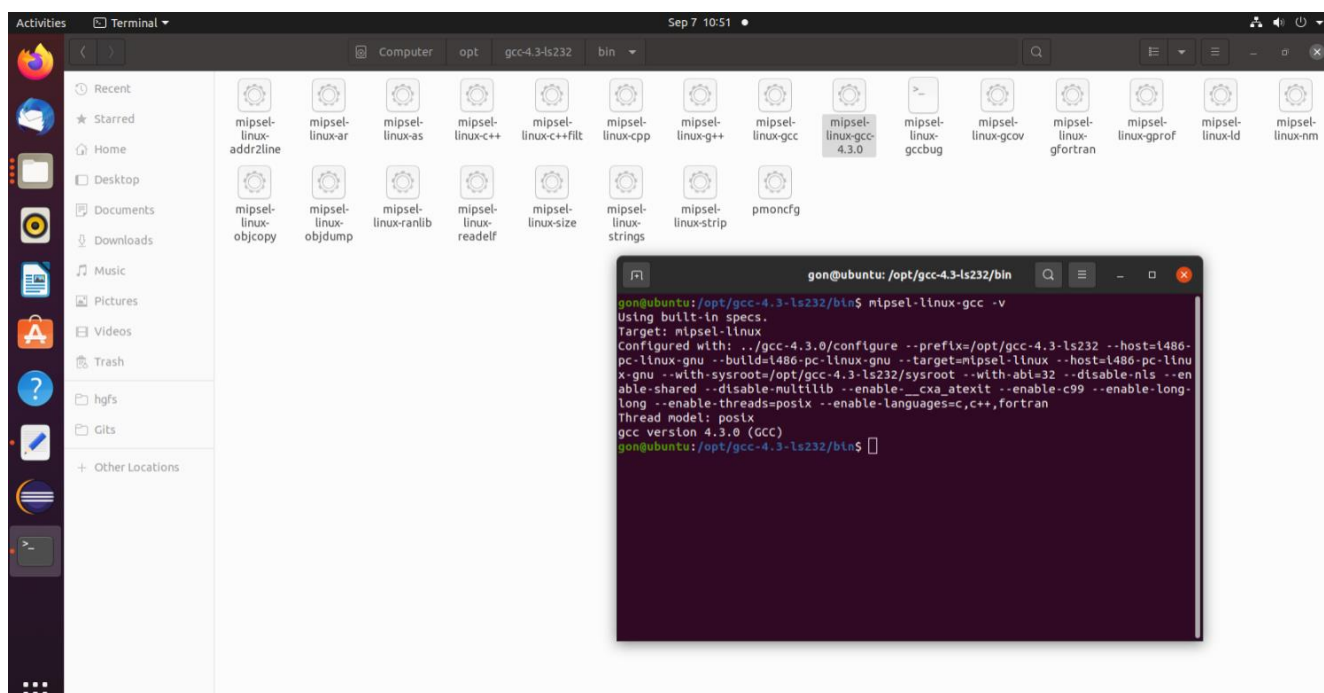 Activities Terminal Sep 7 10:51
Computer opt gcc-4.3-ls232 bin
Recent
Starred
Home
Desktop
Documents
Downloads
Music
Pictures
Videos
Trash
hgfs
Gits
+ Other Locations
mipsel-linux-addr2line
mipsel-linux-ar
mipsel-linux-as
mipsel-linux-c++
mipsel-linux-c++filt
mipsel-linux-cpp
mipsel-linux-g++
mipsel-linux-gcc
mipsel-linux-gcc-4.3.0
mipsel-linux-gccbug
mipsel-linux-gcov
mipsel-linux-gfortran
mipsel-linux-gprof
mipsel-linux-ld
mipsel-linux-nm
mipsel-linux-objcopy
mipsel-linux-objdump
mipsel-linux-ranlib
mipsel-linux-readelf
mipsel-linux-size
mipsel-linux-strings
mipsel-linux-strip
pmoncfg
gon@ubuntu: /opt/gcc-4.3-ls232/bin
gon@ubuntu:/opt/gcc-4.3-ls232/bin$ mipsel-linux-gcc -v
Using built-in specs.
Target: mipsel-linux
Configured with: ../gcc-4.3.0/configure --prefix=/opt/gcc-4.3-ls232 --host=i486-
pc-linux-gnu --build=i486-pc-linux-gnu --target=mipsel-linux --host=i486-pc-linu
x-gnu --with-sysroot=/opt/gcc-4.3-ls232/sysroot --with-abi=32 --disable-nls --en
able-shared --disable-multilib --enable-__cxa_atexit --enable-c99 --enable-long-
long --enable-threads=posix --enable-languages=c,c++,fortran
Thread model: posix
gcc version 4.3.0 (GCC)
gon@ubuntu:/opt/gcc-4.3-ls232/bin$